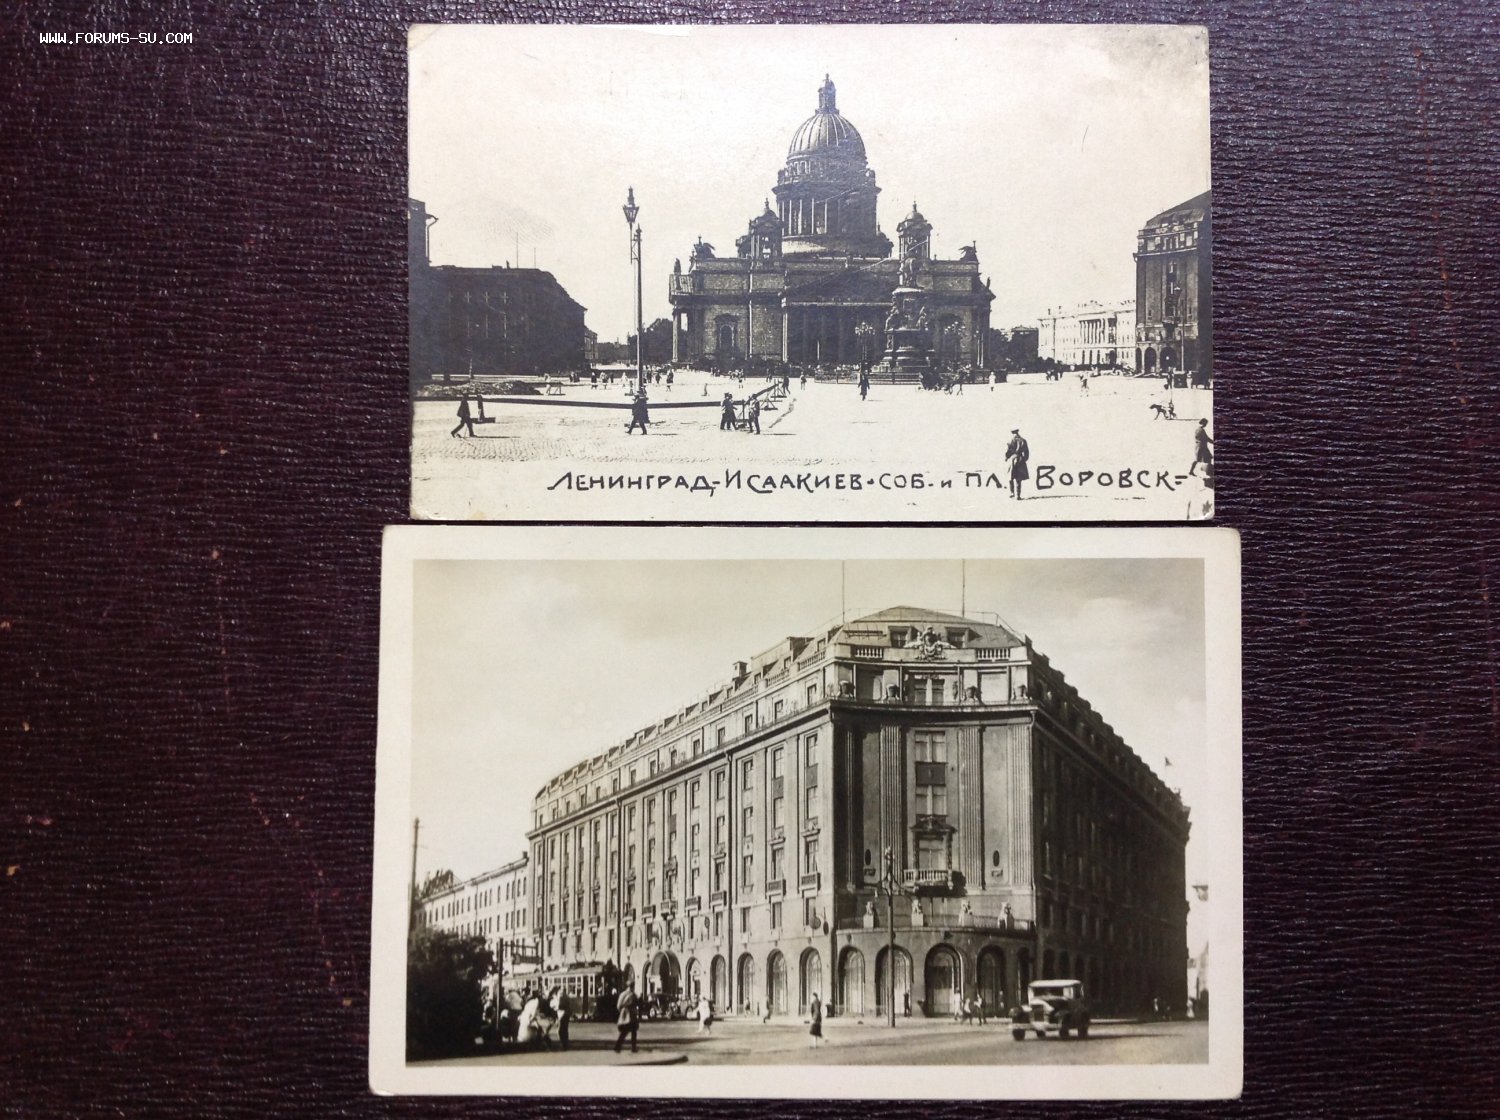 www.forums-su.com
Ленинград-Исаакиев·соб-и пл. Воровск-